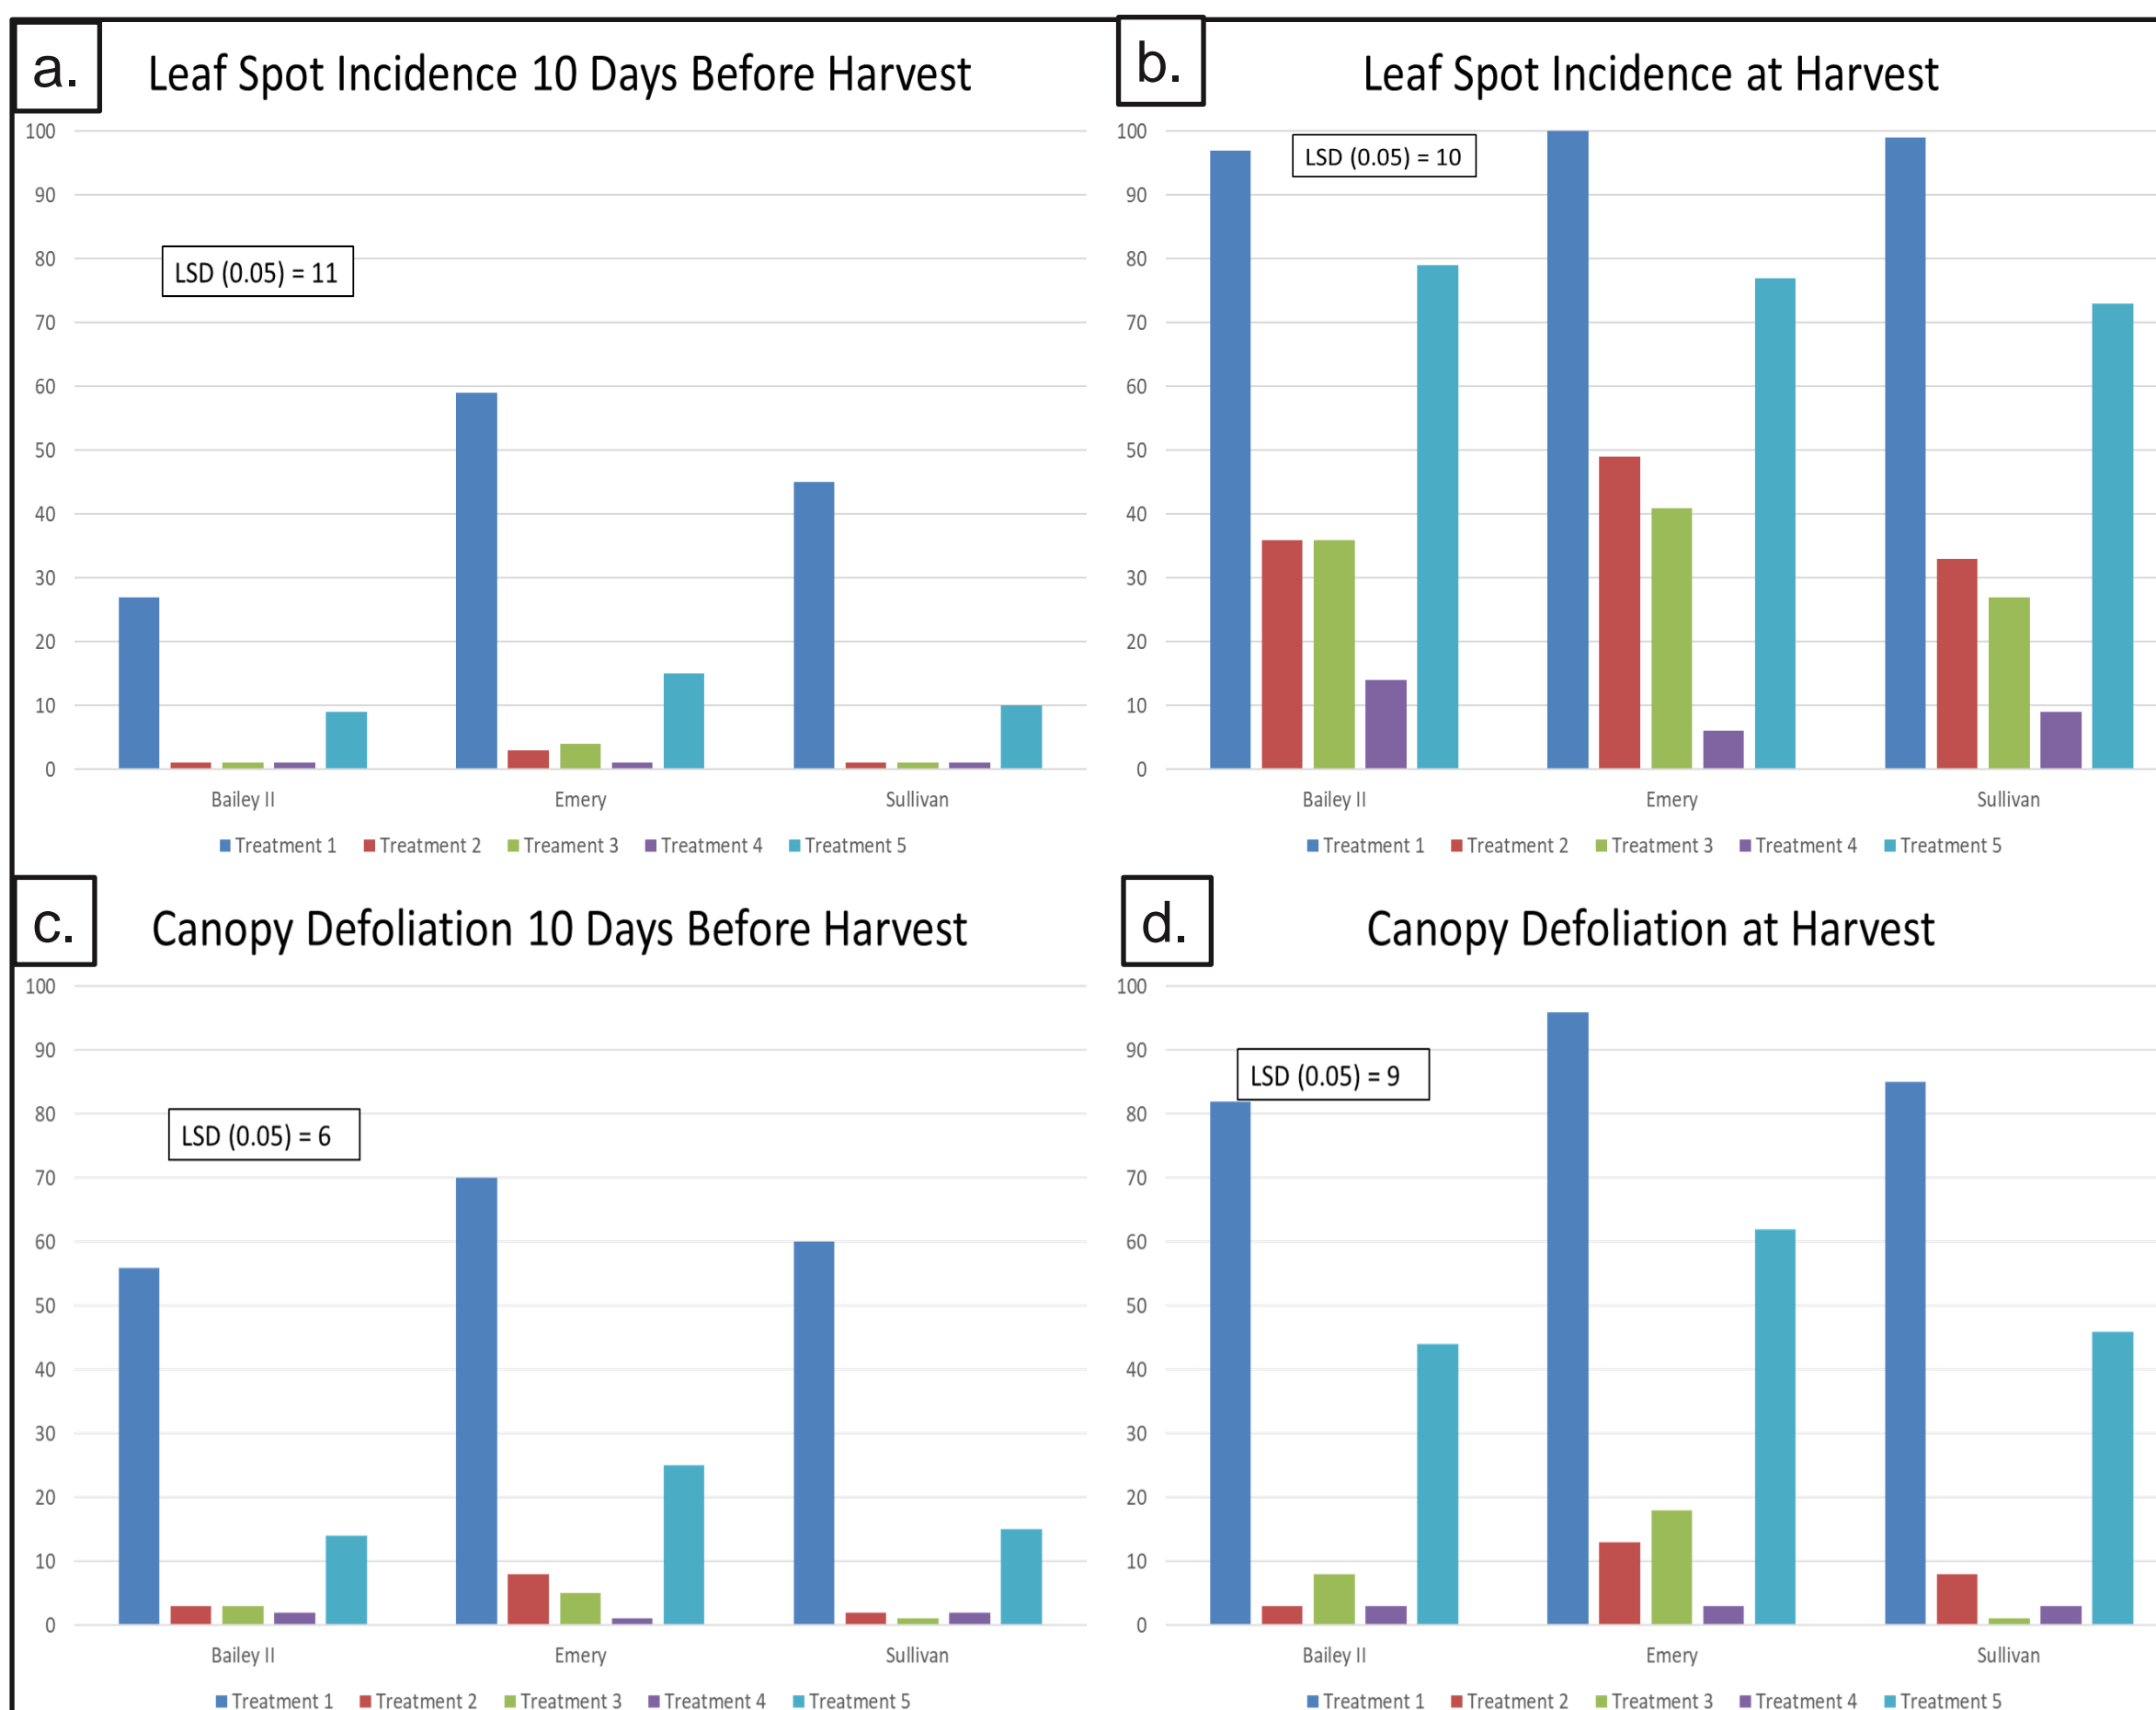 a.
Leaf Spot Incidence 10 Days Before Harvest
100
90
80
70
60
50
40
30
20
10
0
LSD (0.05) = 11
Bailey II Emery Sullivan
Treatment 1 Treatment 2 Treament 3 Treatment 4 Treatment 5
b.
Leaf Spot Incidence at Harvest
100
90
80
70
60
50
40
30
20
10
0
LSD (0.05) = 10
Bailey II Emery Sullivan
Treatment 1 Treatment 2 Treatment 3 Treatment 4 Treatment 5
c.
Canopy Defoliation 10 Days Before Harvest
100
90
80
70
60
50
40
30
20
10
0
LSD (0.05) = 6
Bailey II Emery Sullivan
Treatment 1 Treatment 2 Treatment 3 Treatment 4 Treatment 5
d.
Canopy Defoliation at Harvest
100
90
80
70
60
50
40
30
20
10
0
LSD (0.05) = 9
Bailey II Emery Sullivan
Treatment 1 Treatment 2 Treatment 3 Treatment 4 Treatment 5